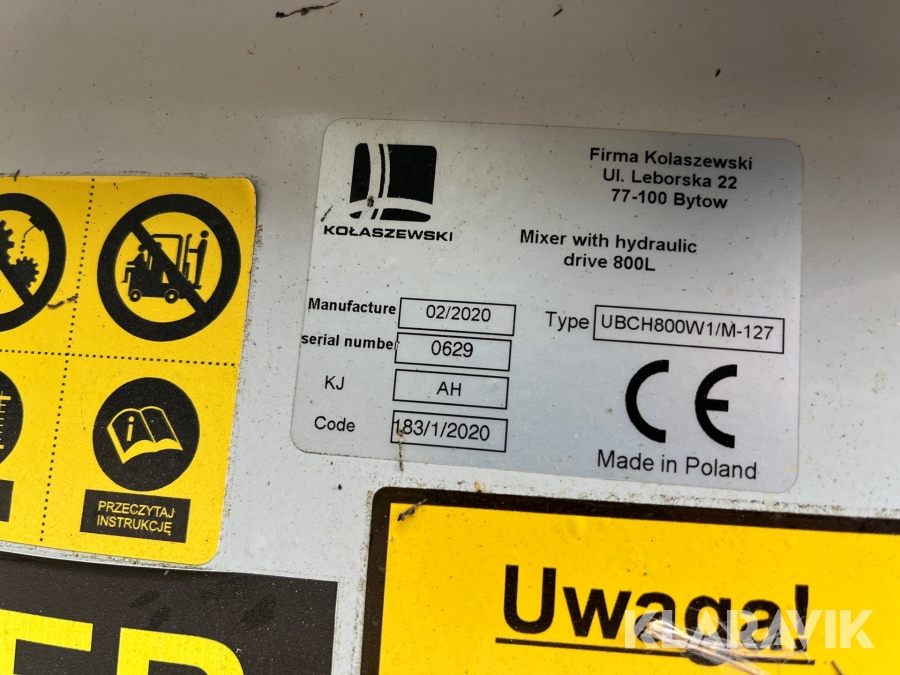 KOŁASZEWSKI
Firma Kolaszewski
Ul. Leborska 22
77-100 Bytow
Mixer with hydraulic
drive 800L
Manufacture 02/2020
serial number 0629
KJ AH
Code 183/1/2020
Type UBCH800W1/M-127
CE
Made in Poland
PRZECZYTAJ
INSTRUKCJĘ
Uwaga!
KLARAVIK